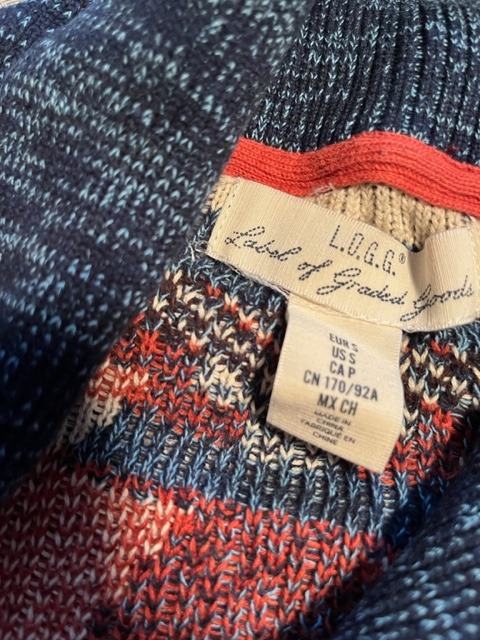 L.O.G.G.®
Label of Graded Goods
EUR S
US S
CA P
CN 170/92A
MX CH
MADE IN
CHINA
FABRIQUÉ EN
CHINE